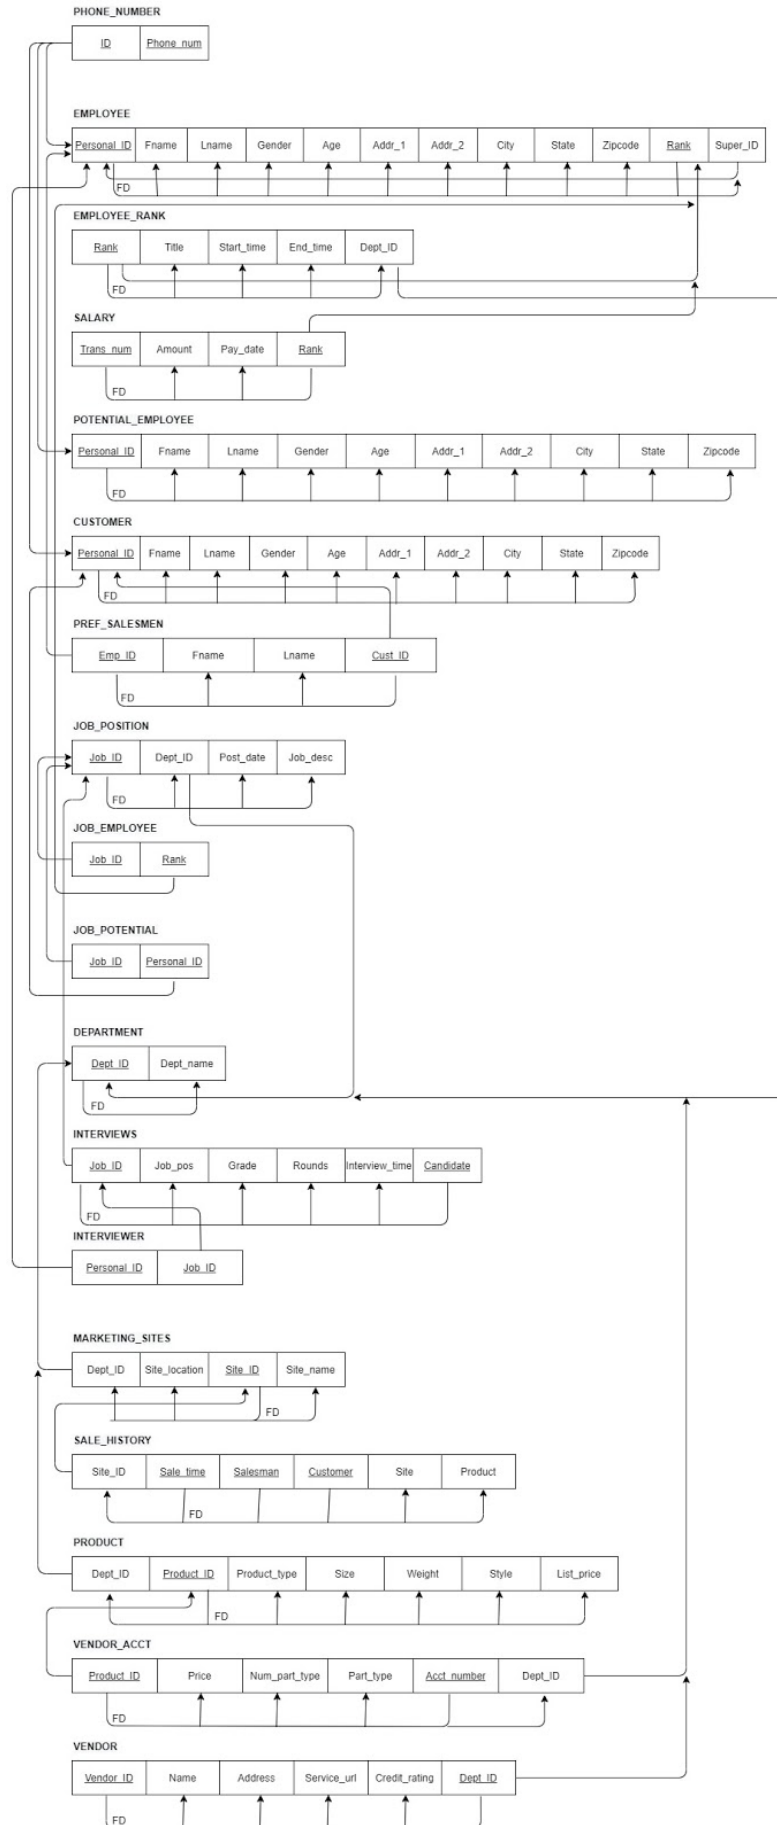 PHONE_NUMBER
ID Phone_num
EMPLOYEE
Personal_ID Fname Lname Gender Age Addr_1 Addr_2 City State Zipcode Rank Super_ID
FD
EMPLOYEE_RANK
Rank Title Start_time End_time Dept_ID
FD
SALARY
Trans_num Amount Pay_date Rank
FD
POTENTIAL_EMPLOYEE
Personal_ID Fname Lname Gender Age Addr_1 Addr_2 City State Zipcode
FD
CUSTOMER
Personal_ID Fname Lname Gender Age Addr_1 Addr_2 City State Zipcode
FD
PREF_SALESMEN
Emp_ID Fname Lname Cust_ID
FD
JOB_POSITION
Job_ID Dept_ID Post_date Job_desc
FD
JOB_EMPLOYEE
Job_ID Rank
JOB_POTENTIAL
Job_ID Personal_ID
DEPARTMENT
Dept_ID Dept_name
FD
INTERVIEWS
Job_ID Job_pos Grade Rounds Interview_time Candidate
FD
INTERVIEWER
Personal_ID Job_ID
MARKETING_SITES
Dept_ID Site_location Site_ID Site_name
FD
SALE_HISTORY
Site_ID Sale_time Salesman Customer Site Product
FD
PRODUCT
Dept_ID Product_ID Product_type Size Weight Style List_price
FD
VENDOR_ACCT
Product_ID Price Num_part_type Part_type Acct_number Dept_ID
FD
VENDOR
Vendor_ID Name Address Service_url Credit_rating Dept_ID
FD